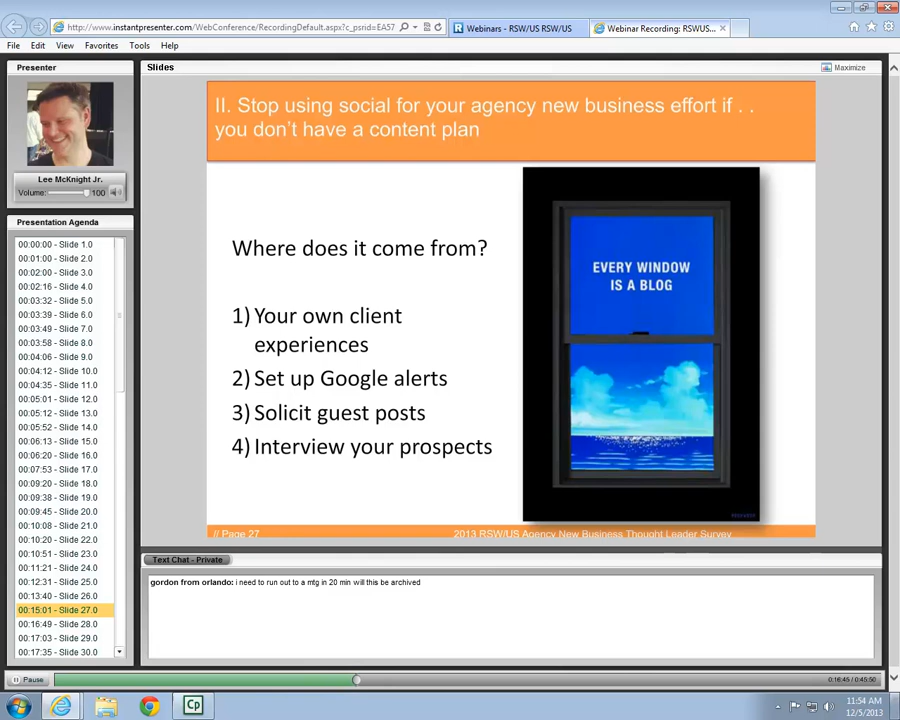 http://www.instantpresenter.com/WebConference/RecordingDefault.aspx?c_psrid=EA57
Webinars - RSW/US RSW/US
Webinar Recording: RSWUS...
File Edit View Favorites Tools Help
Presenter
Lee McKnight Jr.
Volume: 100
Presentation Agenda
00:00:00 - Slide 1.0
00:01:00 - Slide 2.0
00:02:00 - Slide 3.0
00:02:16 - Slide 4.0
00:03:32 - Slide 5.0
00:03:39 - Slide 6.0
00:03:49 - Slide 7.0
00:03:58 - Slide 8.0
00:04:06 - Slide 9.0
00:04:12 - Slide 10.0
00:04:35 - Slide 11.0
00:05:01 - Slide 12.0
00:05:12 - Slide 13.0
00:05:52 - Slide 14.0
00:06:13 - Slide 15.0
00:06:20 - Slide 16.0
00:07:53 - Slide 17.0
00:09:20 - Slide 18.0
00:09:38 - Slide 19.0
00:09:45 - Slide 20.0
00:10:08 - Slide 21.0
00:10:20 - Slide 22.0
00:10:51 - Slide 23.0
00:11:21 - Slide 24.0
00:12:31 - Slide 25.0
00:13:40 - Slide 26.0
00:15:01 - Slide 27.0
00:16:49 - Slide 28.0
00:17:03 - Slide 29.0
00:17:35 - Slide 30.0
Slides
Maximize
II. Stop using social for your agency new business effort if . .
you don't have a content plan
Where does it come from?
1) Your own client
experiences
2) Set up Google alerts
3) Solicit guest posts
4) Interview your prospects
EVERY WINDOW
IS A BLOG
// Page 27
2013 RSW/US Agency New Business Thought Leader Survey
Text Chat - Private
gordon from orlando: i need to run out to a mtg in 20 min will this be archived
Pause
0:16:45 / 0:45:50
Cp
11:54 AM
12/5/2013